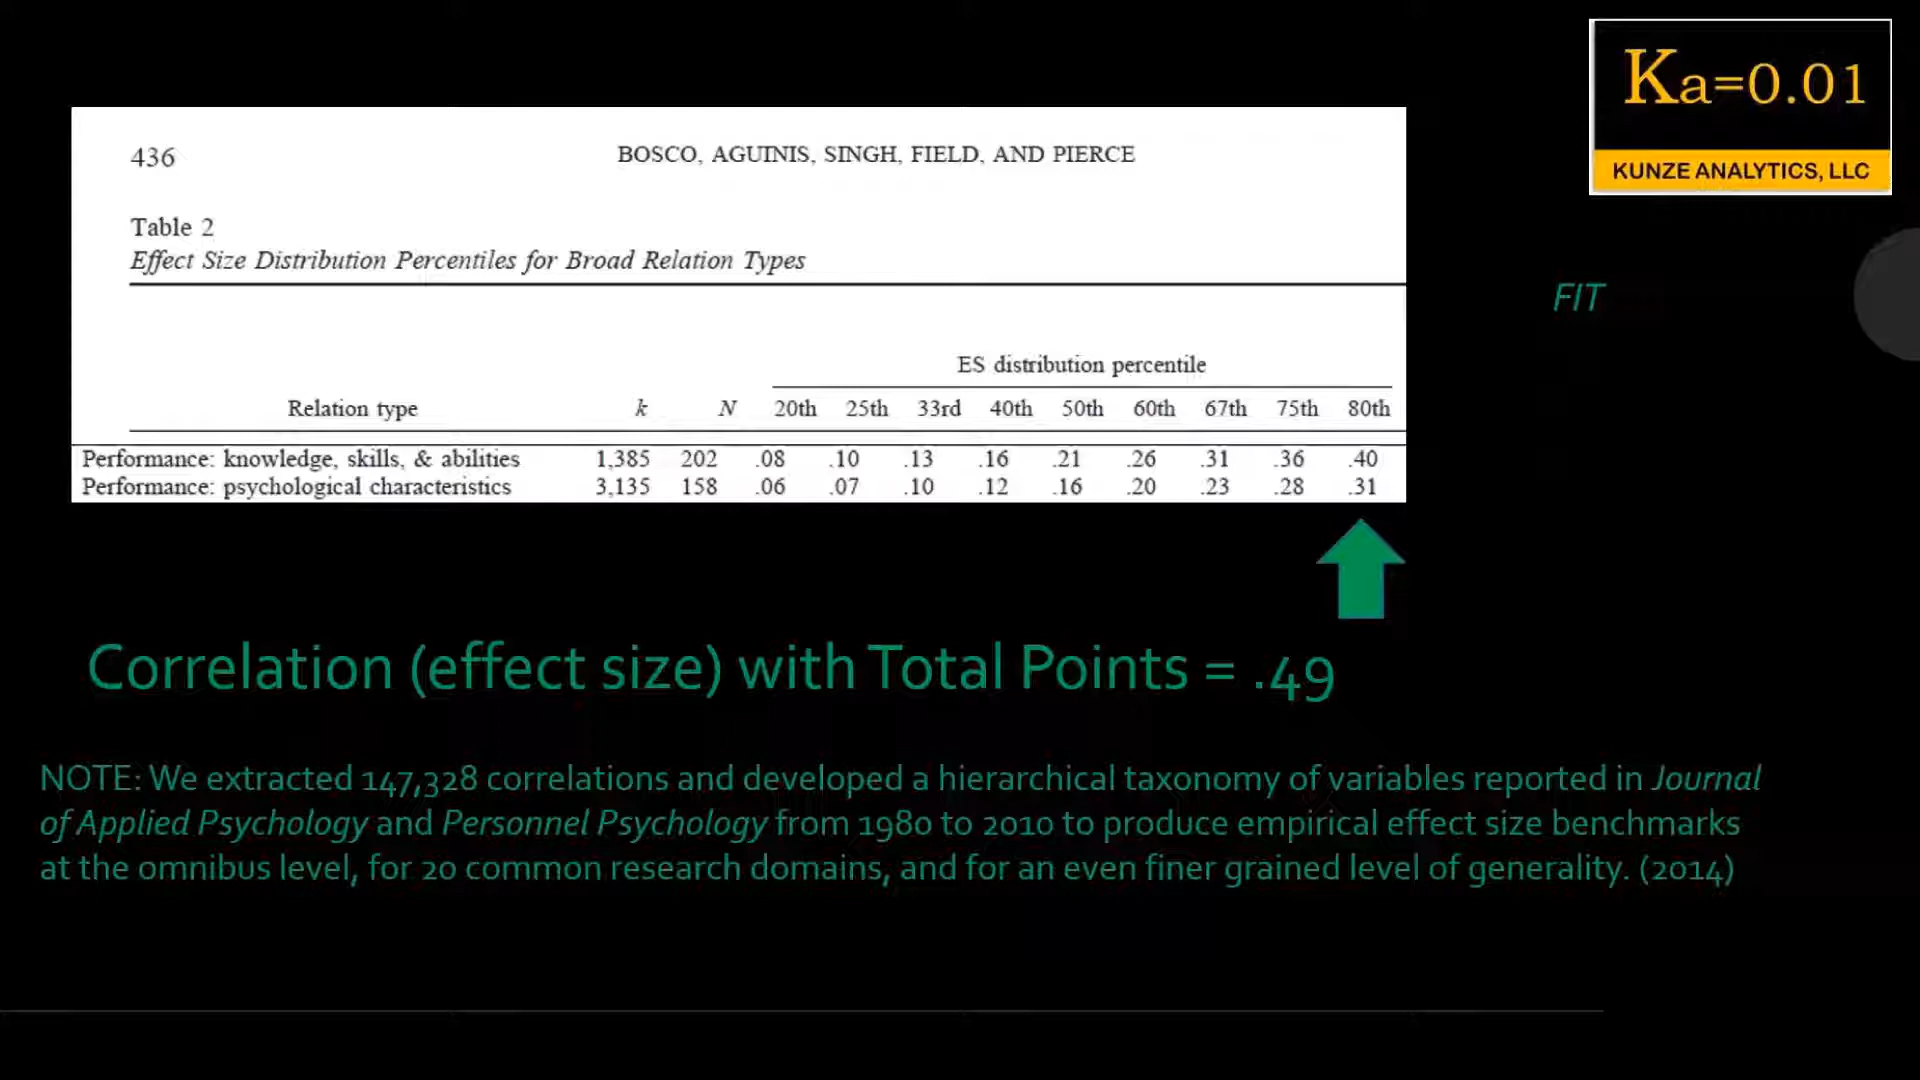 Ka=0.01
KUNZE ANALYTICS, LLC
436 BOSCO, AGUINIS, SINGH, FIELD, AND PIERCE
Table 2
Effect Size Distribution Percentiles for Broad Relation Types
FIT
ES distribution percentile
Relation type k N 20th 25th 33rd 40th 50th 60th 67th 75th 80th
Performance: knowledge, skills, & abilities 1,385 202 .08 .10 .13 .16 .21 .26 .31 .36 .40
Performance: psychological characteristics 3,135 158 .06 .07 .10 .12 .16 .20 .23 .28 .31
Correlation (effect size) with Total Points = .49
NOTE: We extracted 147,328 correlations and developed a hierarchical taxonomy of variables reported in Journal
of Applied Psychology and Personnel Psychology from 1980 to 2010 to produce empirical effect size benchmarks
at the omnibus level, for 20 common research domains, and for an even finer grained level of generality. (2014)